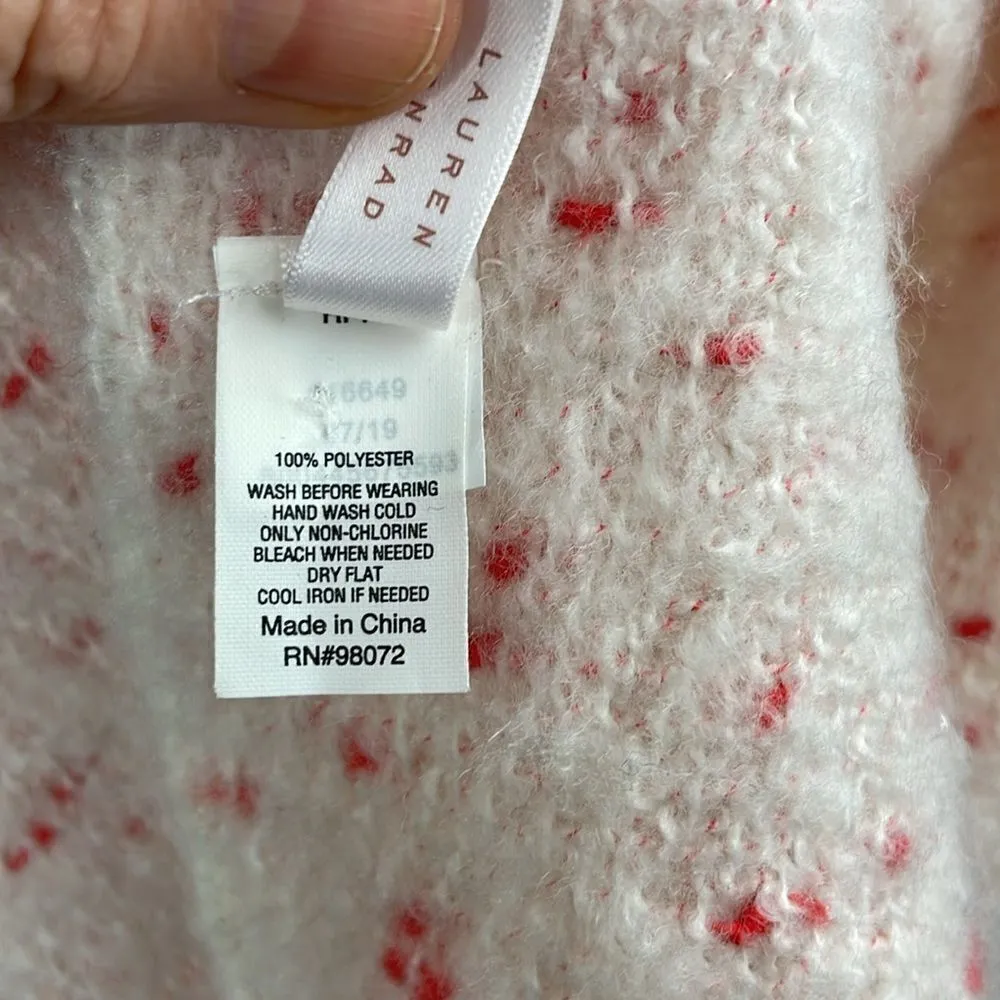 LAUREN
100% POLYESTER
WASH BEFORE WEARING
HAND WASH COLD
ONLY NON-CHLORINE
BLEACH WHEN NEEDED
DRY FLAT
COOL IRON IF NEEDED
Made in China
RN#98072